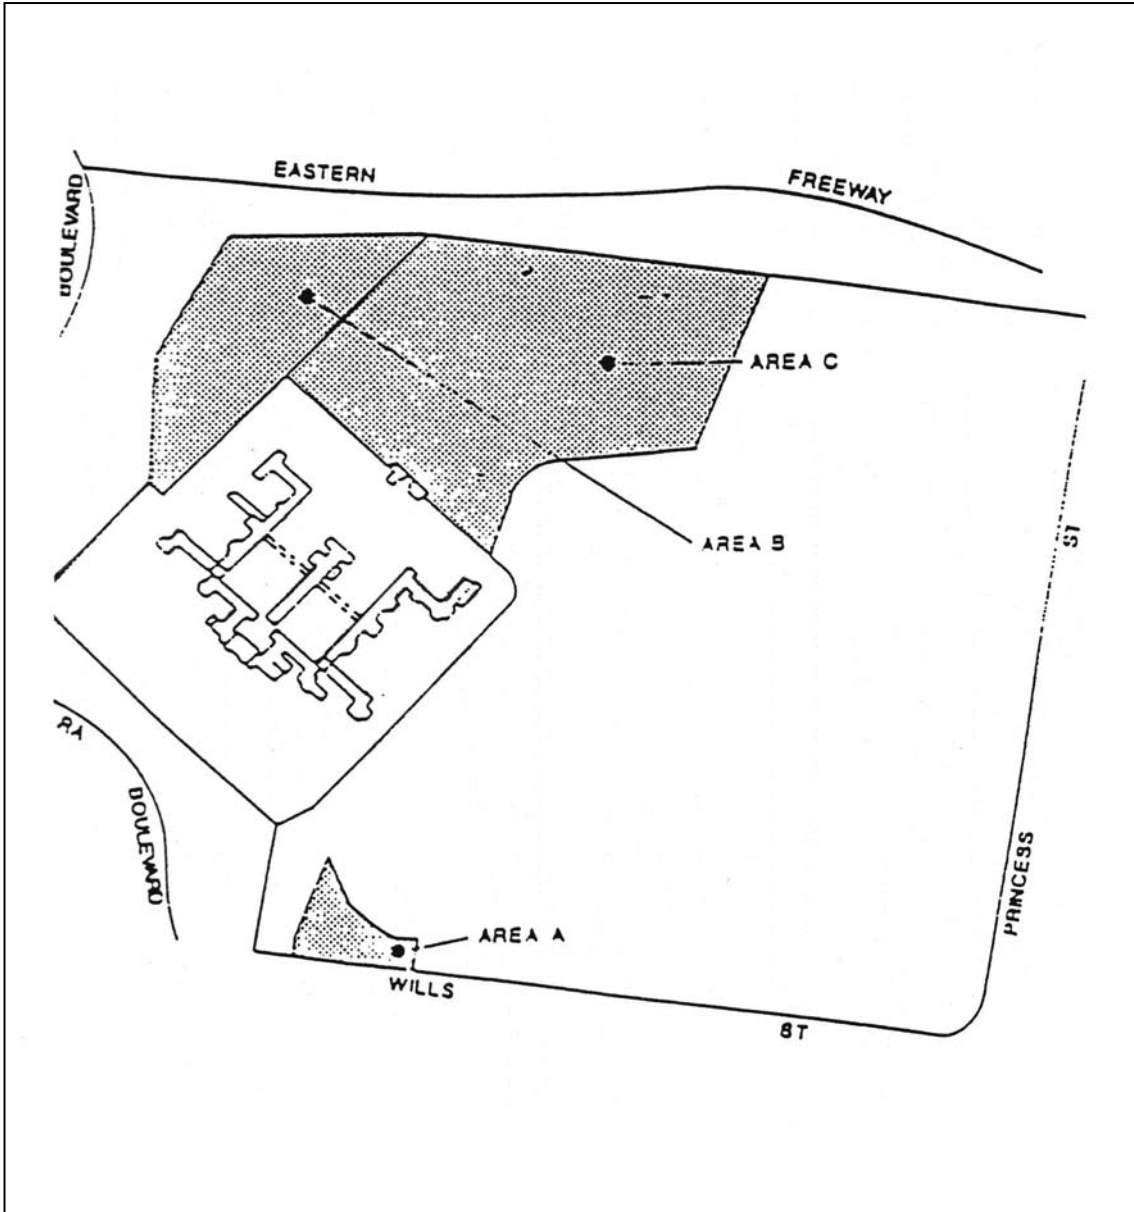 EASTERN
FREEWAY
BOULEVARD
AREA C
ST
AREA B
RA
BOULEVARD
PRINCESS
AREA A
WILLS
ST